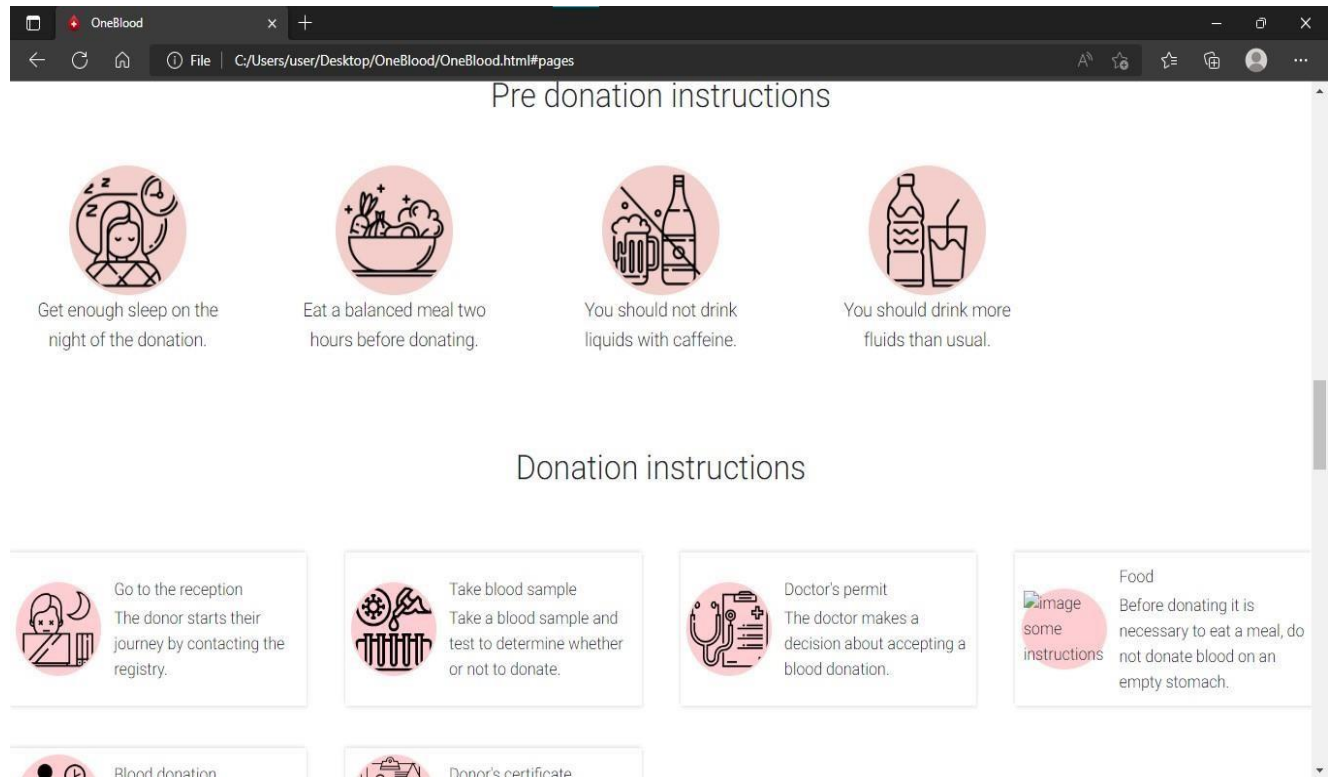 OneBlood
File
C:/Users/user/Desktop/OneBlood/OneBlood.html#pages
Pre donation instructions
z z
z
Get enough sleep on the
night of the donation.
Eat a balanced meal two
hours before donating.
You should not drink
liquids with caffeine.
You should drink more
fluids than usual.
Donation instructions
Go to the reception
The donor starts their
journey by contacting the
registry.
Take blood sample
Take a blood sample and
test to determine whether
or not to donate.
Doctor's permit
The doctor makes a
decision about accepting a
blood donation.
image
some
instructions
Food
Before donating it is
necessary to eat a meal, do
not donate blood on an
empty stomach.
Blood donation
Donor's certificate